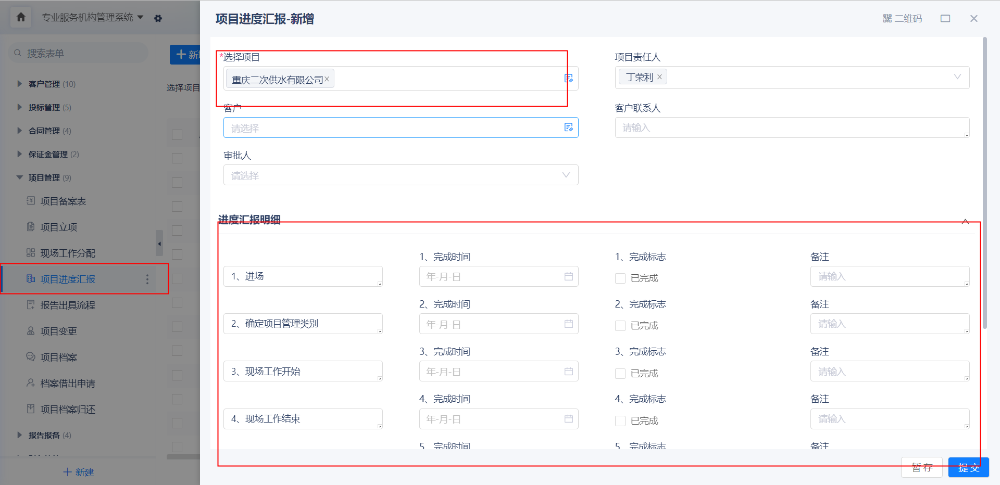 专业服务机构管理系统
搜索表单
客户管理 (10)
投标管理 (5)
合同管理 (4)
保证金管理 (2)
项目管理 (9)
项目备案表
项目立项
现场工作分配
项目进度汇报
报告出具流程
项目变更
项目档案
档案借出申请
项目档案归还
报告报备 (4)
新建
选择项目
项目进度汇报-新增
二维码
*选择项目
重庆二次供水有限公司×
项目责任人
丁荣利 ×
客户
请选择
客户联系人
请输入
审批人
请选择
进度汇报明细
1、完成时间
1、完成标志
备注
1、进场
年-月-日
已完成
请输入
2、完成时间
2、完成标志
备注
2、确定项目管理类别
年-月-日
已完成
请输入
3、完成时间
3、完成标志
备注
3、现场工作开始
年-月-日
已完成
请输入
4、完成时间
4、完成标志
备注
4、现场工作结束
年-月-日
已完成
请输入
5、完成时间
5、完成标志
备注
暂存
提交